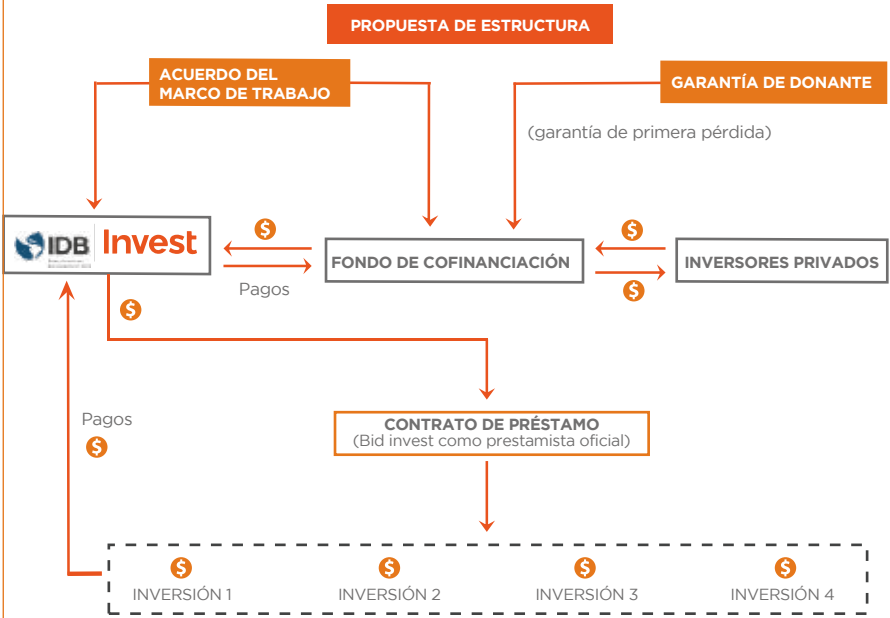 PROPUESTA DE ESTRUCTURA
ACUERDO DEL
MARCO DE TRABAJO
GARANTÍA DE DONANTE
(garantía de primera pérdida)
IDB Invest
$
Pagos
FONDO DE COFINANCIACIÓN
$
$
INVERSORES PRIVADOS
$
Pagos
$
CONTRATO DE PRÉSTAMO
(Bid invest como prestamista oficial)
$ $ $ $
INVERSIÓN 1 INVERSIÓN 2 INVERSIÓN 3 INVERSIÓN 4